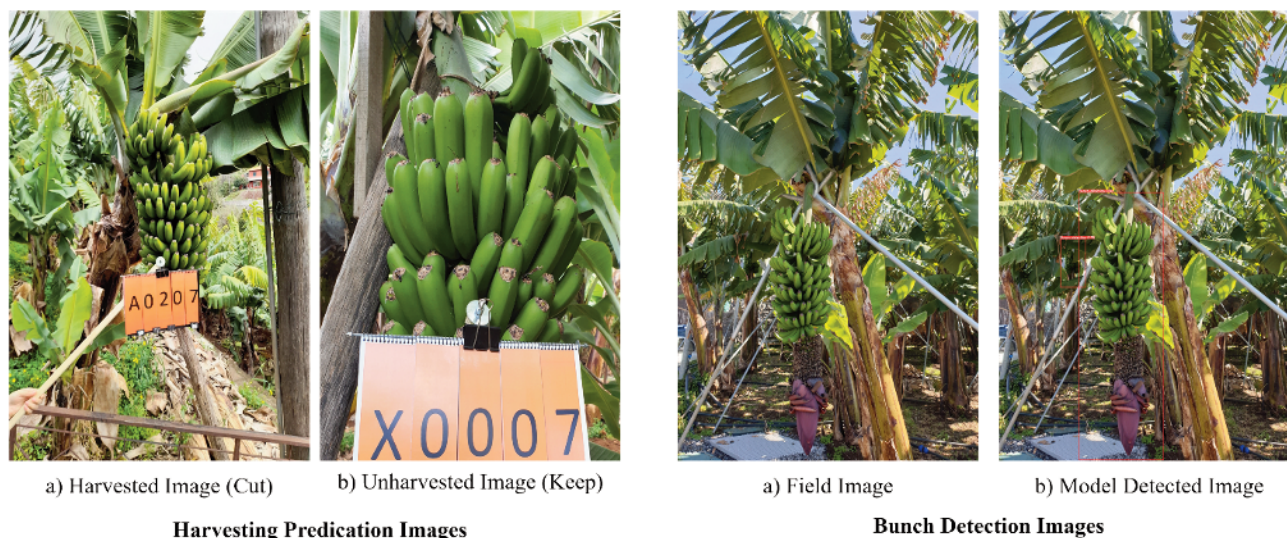 A0207
X0007
a) Harvested Image (Cut)
b) Unharvested Image (Keep)
a) Field Image
b) Model Detected Image
Harvesting Predication Images
Bunch Detection Images